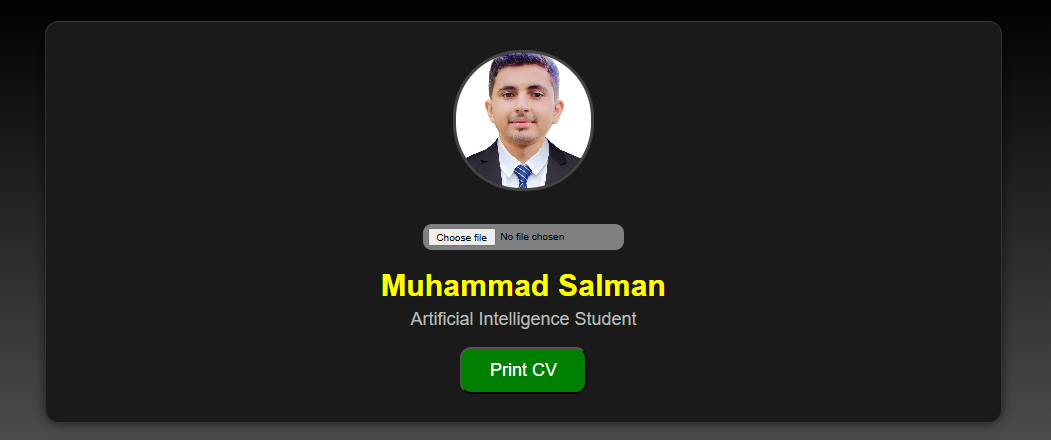 Choose file No file chosen
Muhammad Salman
Artificial Intelligence Student
Print CV